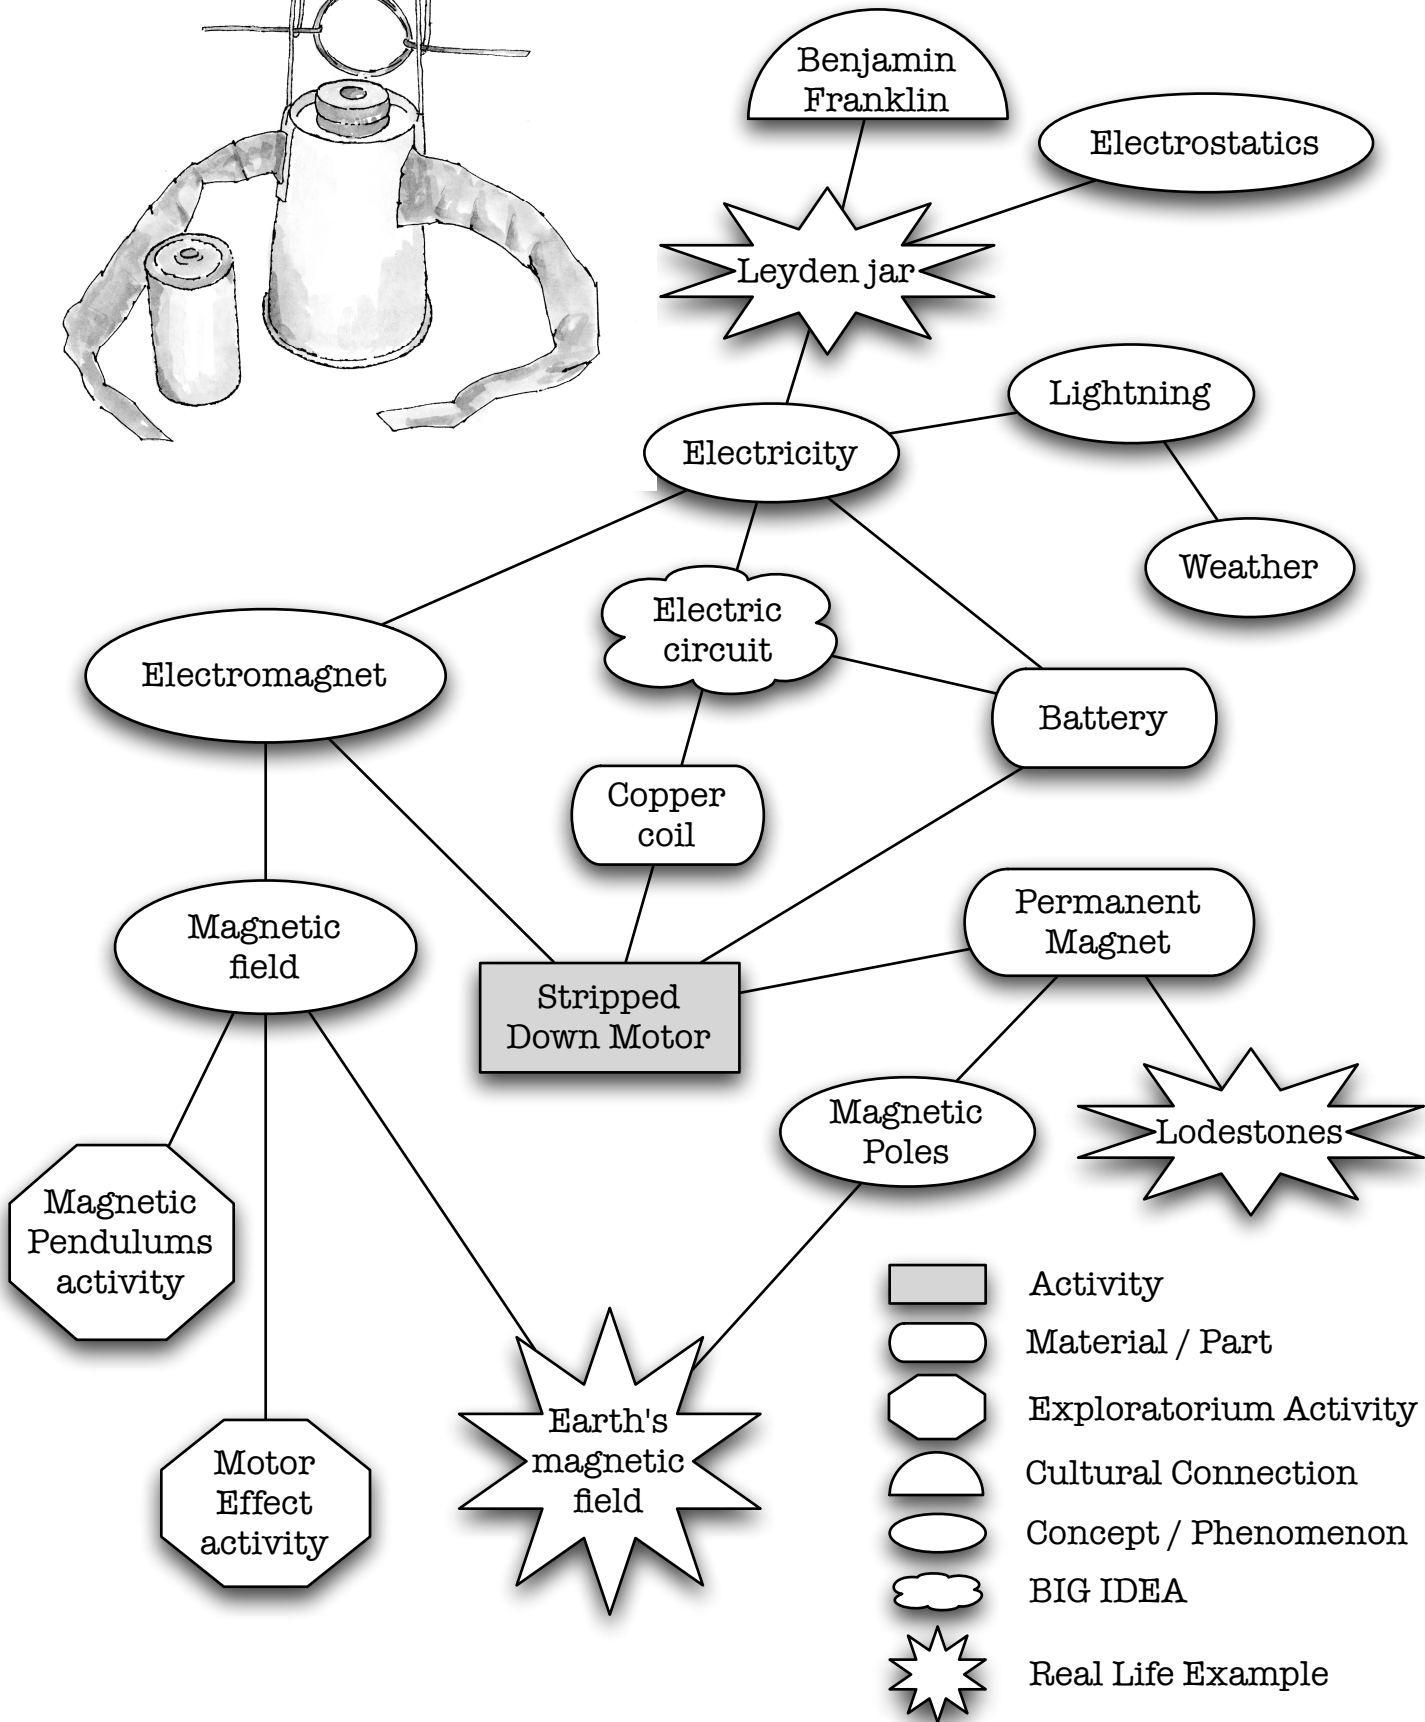 Benjamin
Franklin
Electrostatics
Leyden jar
Lightning
Electricity
Weather
Electric
circuit
Electromagnet
Battery
Copper
coil
Permanent
Magnet
Magnetic
field
Stripped
Down Motor
Magnetic
Poles
Lodestones
Magnetic
Pendulums
activity
Earth's
magnetic
field
Motor
Effect
activity
Activity
Material / Part
Exploratorium Activity
Cultural Connection
Concept / Phenomenon
BIG IDEA
Real Life Example